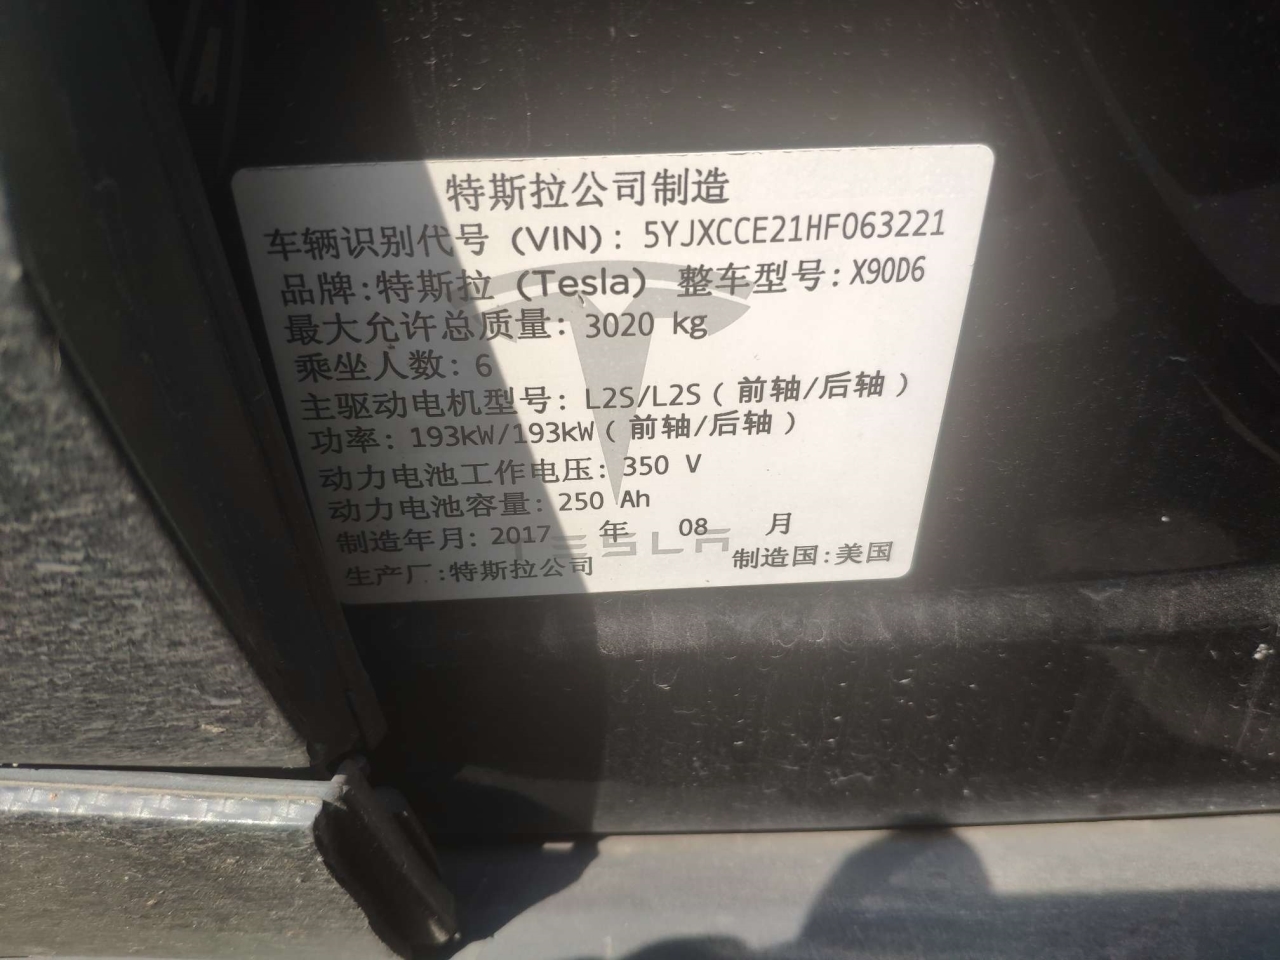 特斯拉公司制造
车辆识别代号 (VIN): 5YJXCCE21HF063221
品牌:特斯拉 (Tesla) 整车型号:X90D6
最大允许总质量: 3020 kg
乘坐人数: 6
主驱动电机型号: L2S/L2S (前轴/后轴)
功率: 193kW/193kW (前轴/后轴)
动力电池工作电压: 350 V
动力电池容量: 250 Ah
制造年月: 2017 年 08 月
TESLA
生产厂:特斯拉公司 制造国:美国